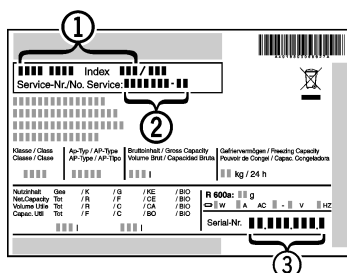 1
Index /
Service-Nr./No. Service: -
2
Klasse / Class
Classe / Clase
Ap-Typ / AP-Type
AP-Type / AP-Tipo
Bruttoinhalt / Gross Capacity
Volume Brut / Capacidad Bruta
Gefriervermögen / Freezing Capacity
Pouvoir de Congel / Capac. Congeladora
kg / 24 h
Nutzinhalt Ges / K / G / KE / BIO
Net.Capacity Tot / R / F / CE / BIO
Volume Utile Tot / R / C / CA / BIO
Capac. Util Tot / F / C / BO / BIO
l l
R 600a: g
W A AC - V HZ
Serial-Nr. . . .
3